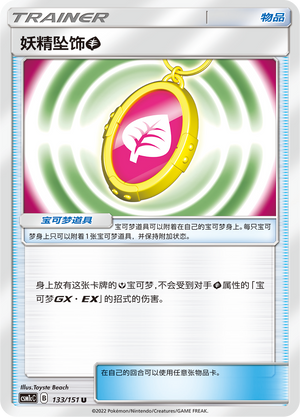 TRAINER 物品
妖精坠饰
宝可梦道具
宝可梦道具可以附着在自己的宝可梦身上。每只宝可
梦身上只可以附着1张宝可梦道具，并保持附加状态。
身上放有这张卡牌的宝可梦，不会受到对手属性的「宝
可梦GX・EX」的招式的伤害。
在自己的回合可以使用任意张物品卡。
Illus.Toyste Beach
CSM1cC B 133/151 U
©2022 Pokémon/Nintendo/Creatures/GAME FREAK.